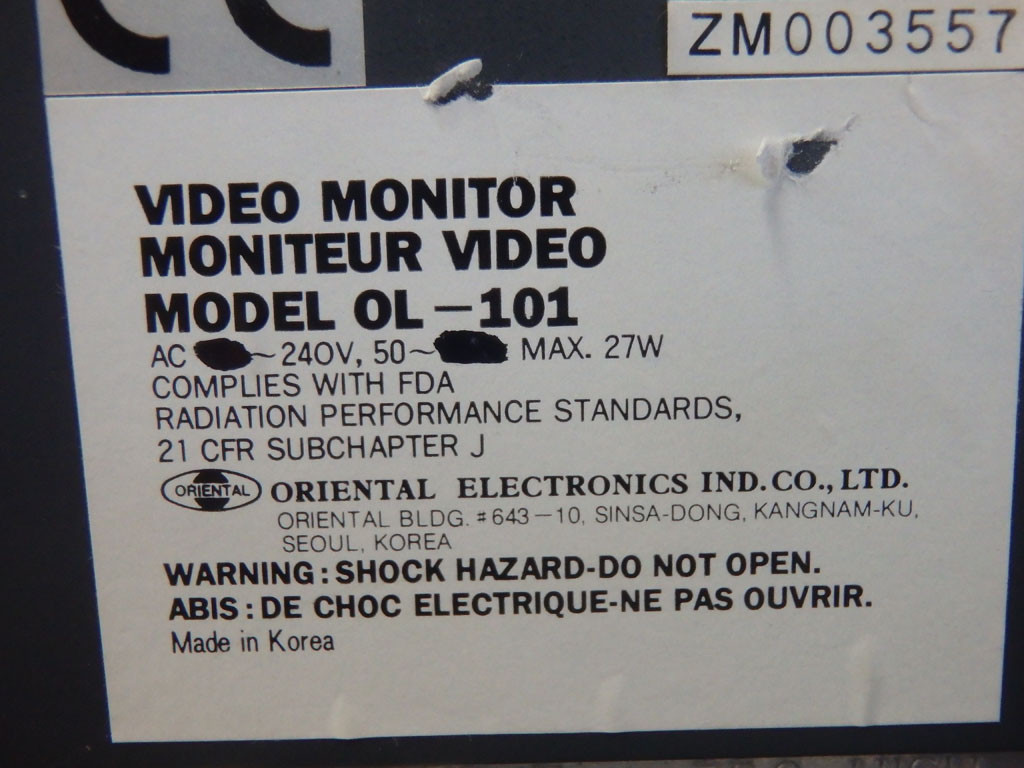 ZM003557
VIDEO MONITOR
MONITEUR VIDEO
MODEL OL-101
AC ~240V, 50~ MAX. 27W
COMPLIES WITH FDA
RADIATION PERFORMANCE STANDARDS,
21 CFR SUBCHAPTER J
ORIENTAL ORIENTAL ELECTRONICS IND. CO., LTD.
ORIENTAL BLDG. #643-10, SINSA-DONG, KANGNAM-KU,
SEOUL, KOREA
WARNING: SHOCK HAZARD-DO NOT OPEN.
ABIS: DE CHOC ELECTRIQUE-NE PAS OUVRIR.
Made in Korea